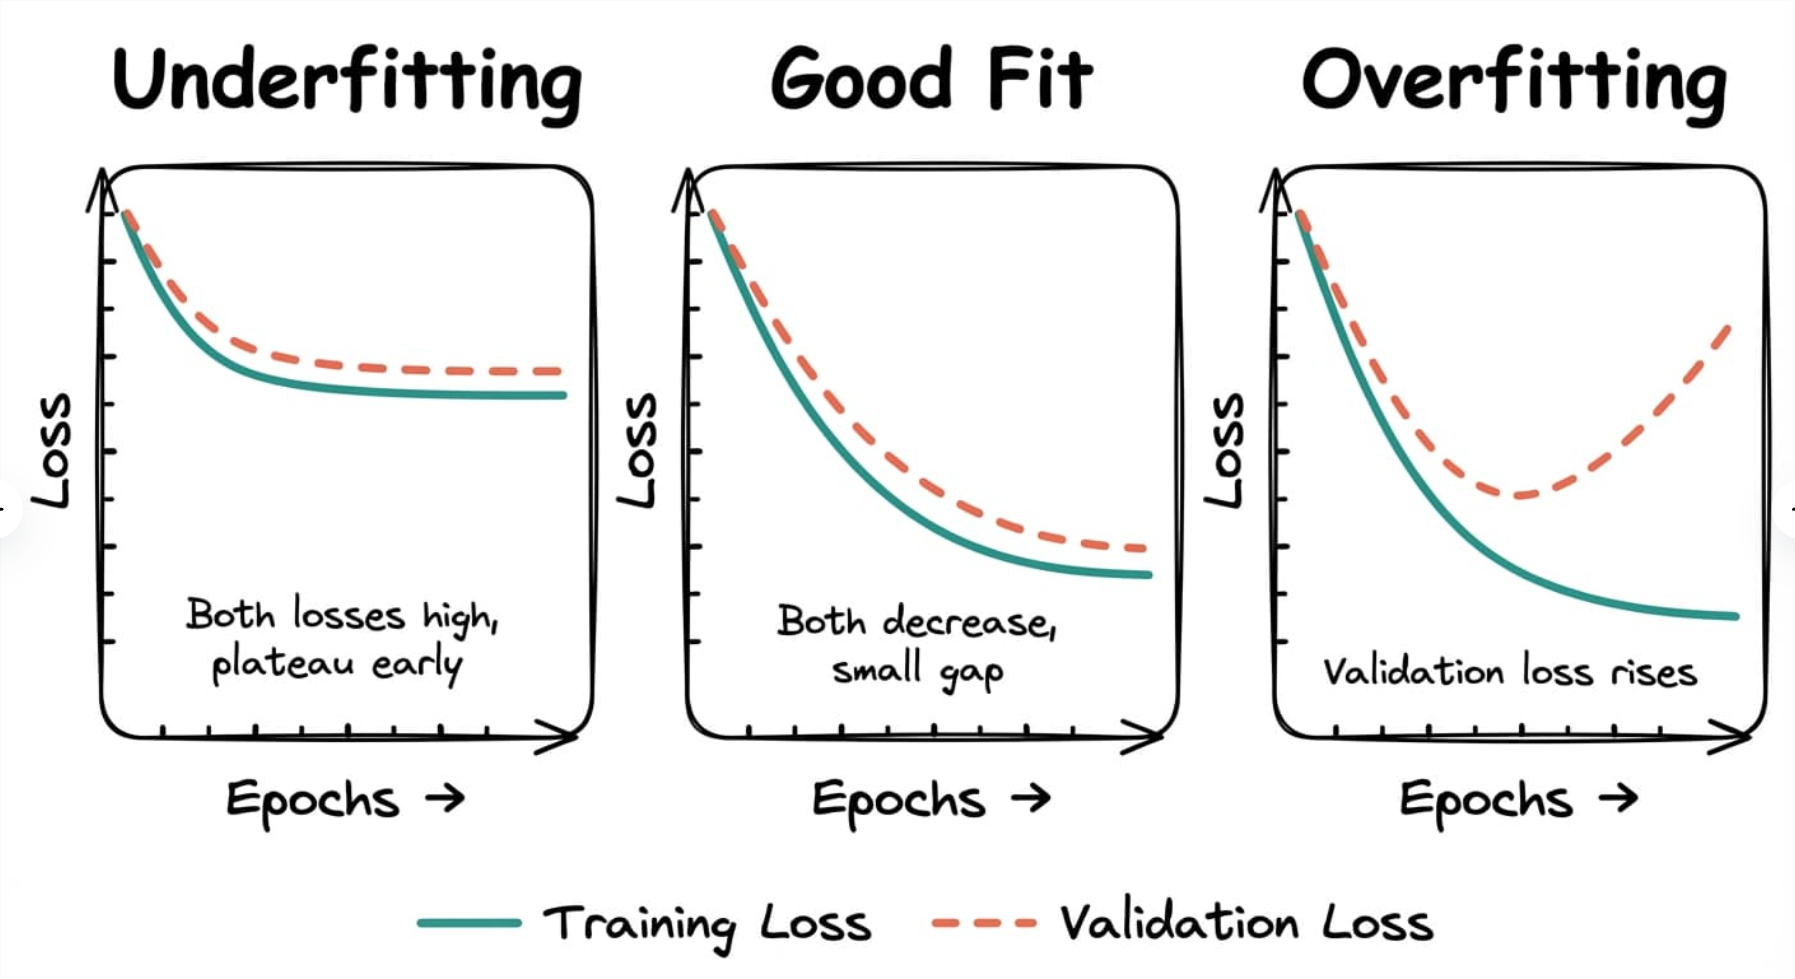 Underfitting
Good Fit
Overfitting
Loss
Both losses high,
plateau early
Epochs →
Loss
Both decrease,
small gap
Epochs →
Loss
Validation loss rises
Epochs →
Training Loss
Validation Loss